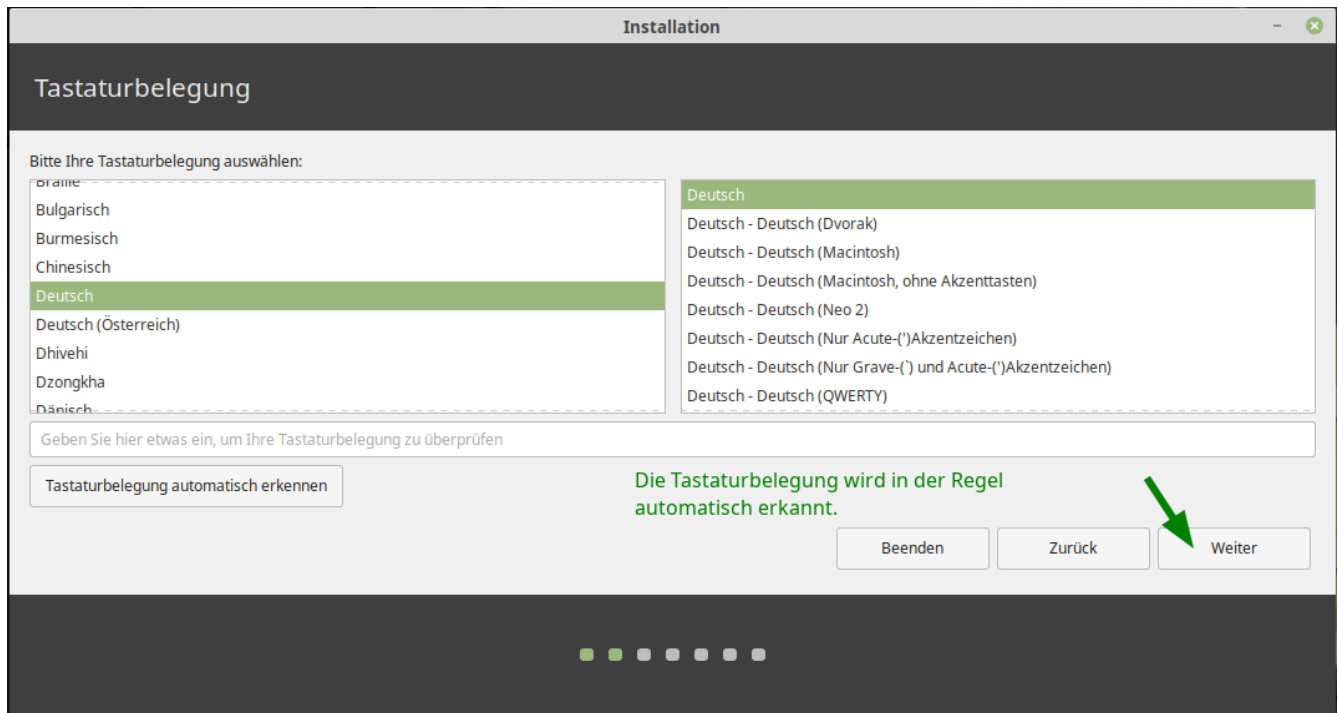 Installation
Tastaturbelegung
Bitte Ihre Tastaturbelegung auswählen:
Braille
Bulgarisch
Burmesisch
Chinesisch
Deutsch
Deutsch (Österreich)
Dhivehi
Dzongkha
Dänisch
Deutsch
Deutsch - Deutsch (Dvorak)
Deutsch - Deutsch (Macintosh)
Deutsch - Deutsch (Macintosh, ohne Akzenttasten)
Deutsch - Deutsch (Neo 2)
Deutsch - Deutsch (Nur Acute-(')Akzentzeichen)
Deutsch - Deutsch (Nur Grave-(`) und Acute-(')Akzentzeichen)
Deutsch - Deutsch (QWERTY)
Geben Sie hier etwas ein, um Ihre Tastaturbelegung zu überprüfen
Tastaturbelegung automatisch erkennen
Die Tastaturbelegung wird in der Regel
automatisch erkannt.
Beenden
Zurück
Weiter